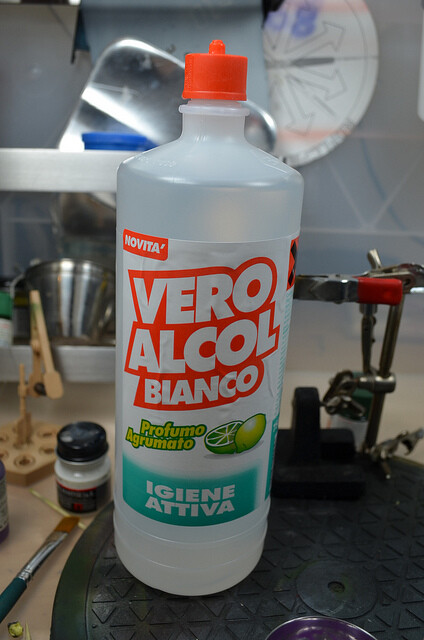 NOVITA'
VERO
ALCOL
BIANCO
Profumo
Agrumato
IGIENE
ATTIVA